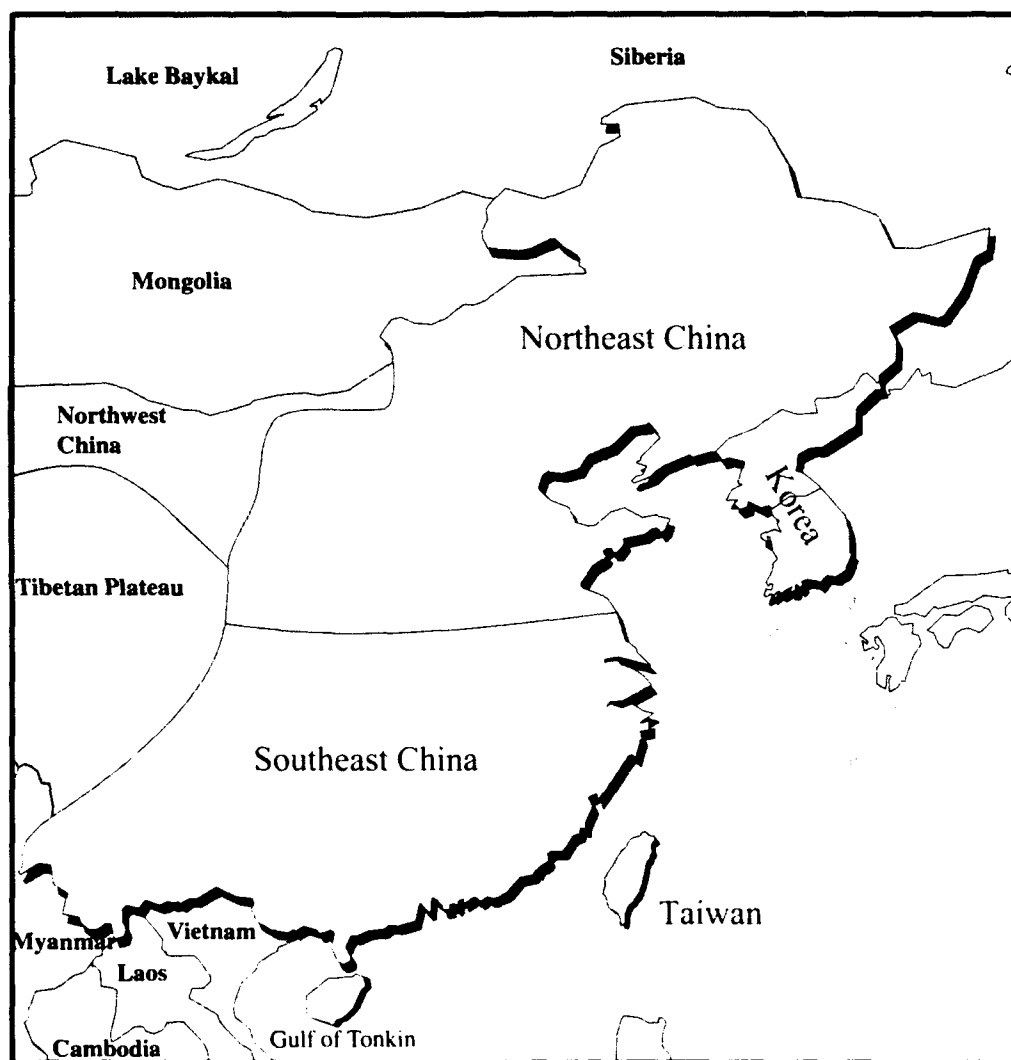 Siberia
Lake Baykal
Mongolia
Northeast China
Northwest
China
Korea
Tibetan Plateau
Southeast China
Taiwan
Vietnam
Myanmar
Laos
Gulf of Tonkin
Cambodia